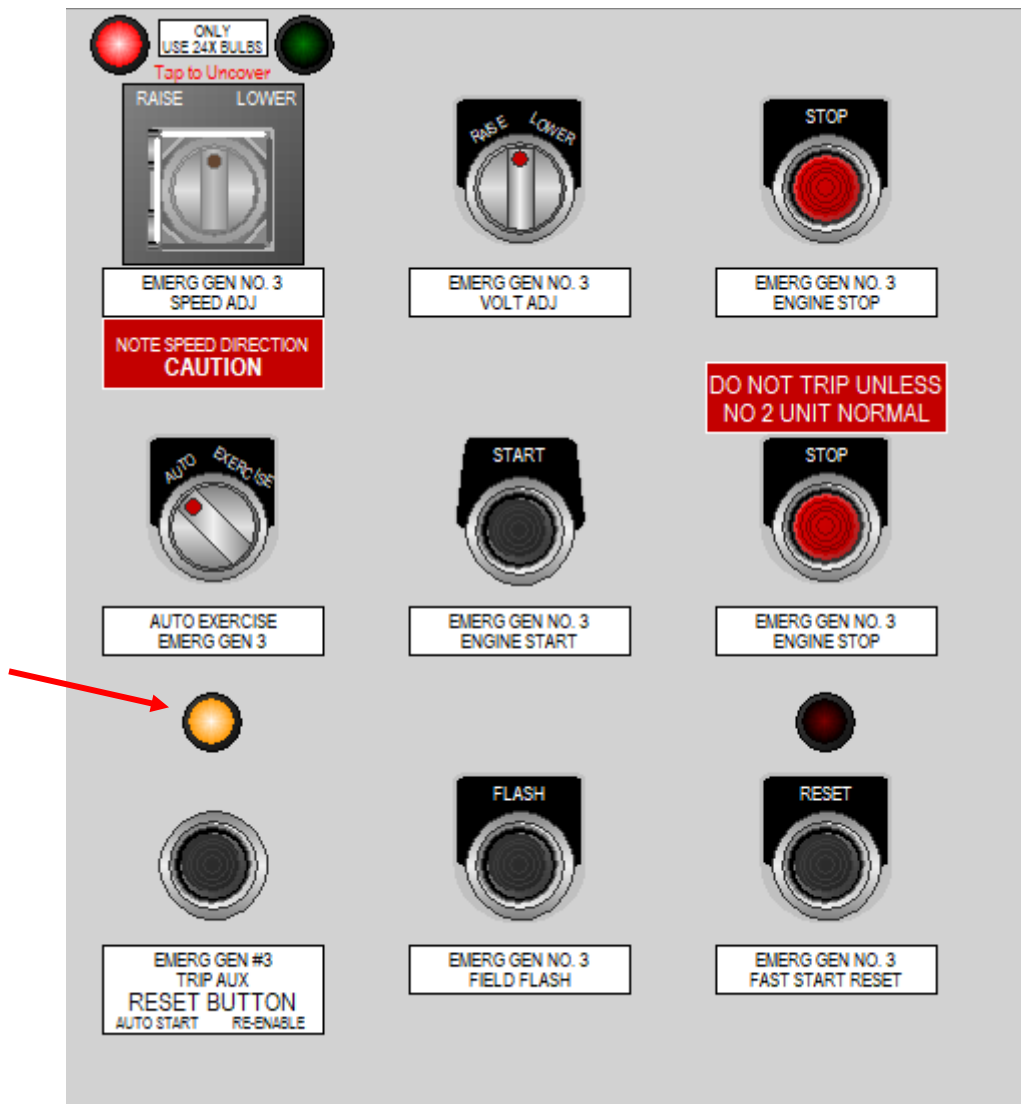 ONLY
USE 24X BULBS
Tap to Uncover
RAISE LOWER
RAISE LOWER
STOP
EMERG GEN NO. 3
SPEED ADJ
EMERG GEN NO. 3
VOLT ADJ
EMERG GEN NO. 3
ENGINE STOP
NOTE SPEED DIRECTION
CAUTION
DO NOT TRIP UNLESS
NO 2 UNIT NORMAL
AUTO EXERCISE
START
STOP
AUTO EXERCISE
EMERG GEN 3
EMERG GEN NO. 3
ENGINE START
EMERG GEN NO. 3
ENGINE STOP
FLASH
RESET
EMERG GEN #3
TRIP AUX
RESET BUTTON
AUTO START RE-ENABLE
EMERG GEN NO. 3
FIELD FLASH
EMERG GEN NO. 3
FAST START RESET